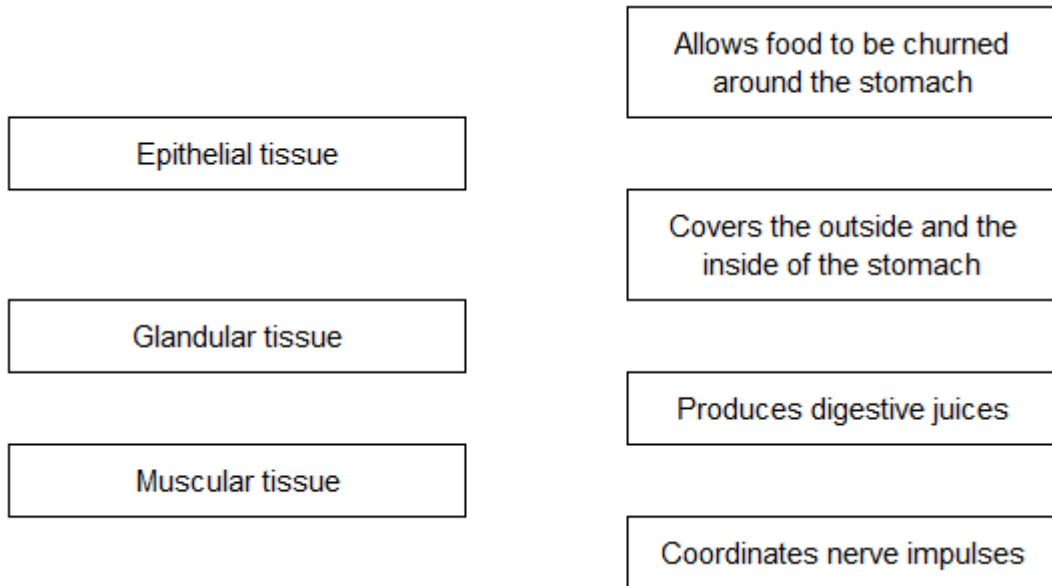 Epithelial tissue
Glandular tissue
Muscular tissue
Allows food to be churned
around the stomach
Covers the outside and the
inside of the stomach
Produces digestive juices
Coordinates nerve impulses